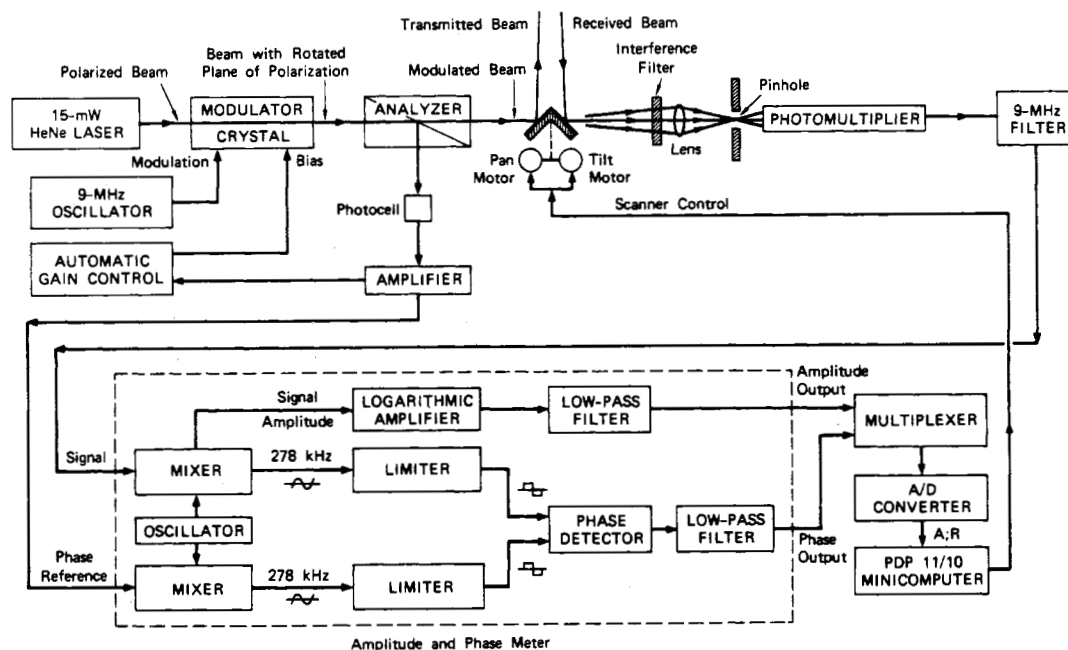 Transmitted Beam
Received Beam
Polarized Beam
Beam with Rotated
Plane of Polarization
Modulated Beam
Interference
Filter
Pinhole
15-mW
HeNe LASER
MODULATOR
CRYSTAL
ANALYZER
PHOTOMULTIPLIER
9-MHz
FILTER
Lens
Modulation
Bias
Pan
Motor
Tilt
Motor
9-MHz
OSCILLATOR
Photocell
Scanner Control
AUTOMATIC
GAIN CONTROL
AMPLIFIER
Amplitude
Output
Signal
Amplitude
LOGARITHMIC
AMPLIFIER
LOW-PASS
FILTER
MULTIPLEXER
Signal
MIXER
278 kHz
LIMITER
A/D
CONVERTER
OSCILLATOR
PHASE
DETECTOR
LOW-PASS
FILTER
A;R
Phase
Output
Phase
Reference
MIXER
278 kHz
LIMITER
PDP 11/10
MINICOMPUTER
Amplitude and Phase Meter